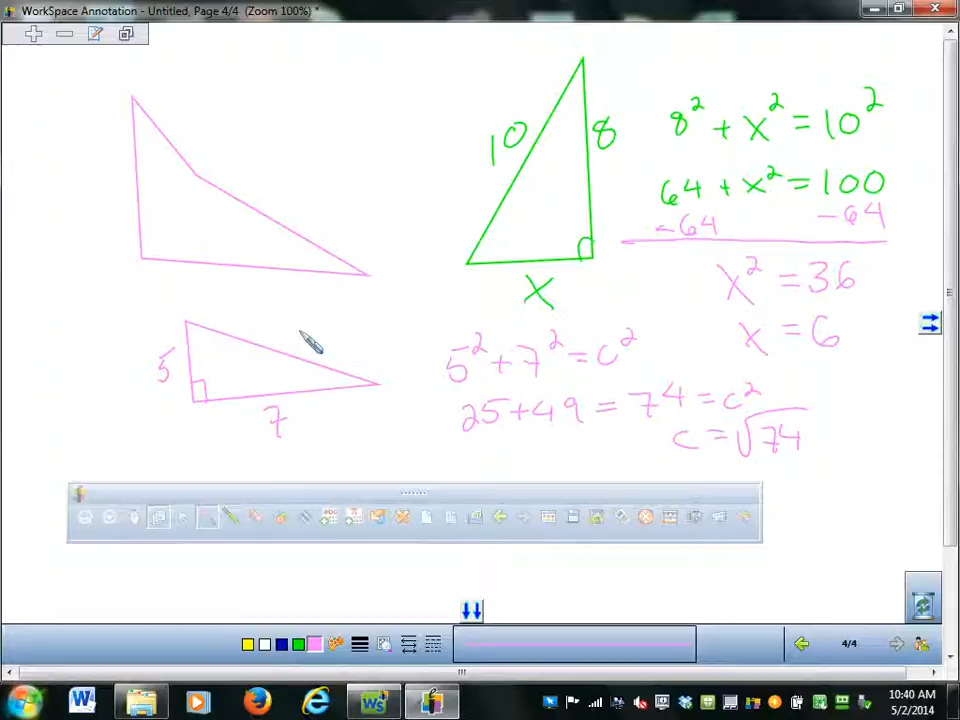 WorkSpace Annotation - Untitled, Page 4/4 (Zoom 100%) *
10
8
x
8² + x² = 10²
64 + x² = 100
-64 -64
x² = 36
x = 6
5
7
5² + 7² = c²
25 + 49 = 74 = c²
c = √74
abc
4/4
W
10:40 AM
5/2/2014